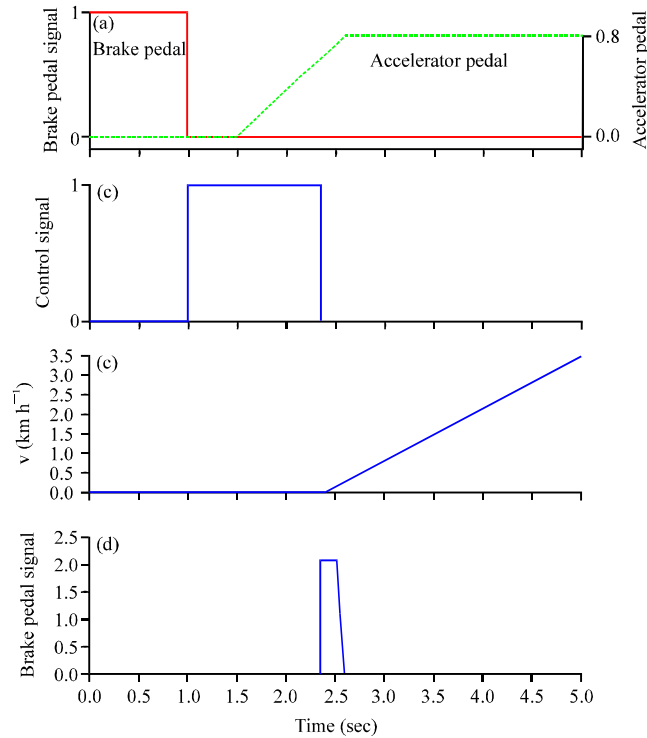 (a)
Brake pedal
Accelerator pedal
Brake pedal signal
1
0
Accelerator pedal
0.8
0.0
(c)
Control signal
1
0
(c)
v (km h⁻¹)
3.5
3.0
2.5
2.0
1.5
1.0
0.5
0.0
(d)
Brake pedal signal
2.5
2.0
1.5
1.0
0.5
0.0
0.0 0.5 1.0 1.5 2.0 2.5 3.0 3.5 4.0 4.5 5.0
Time (sec)